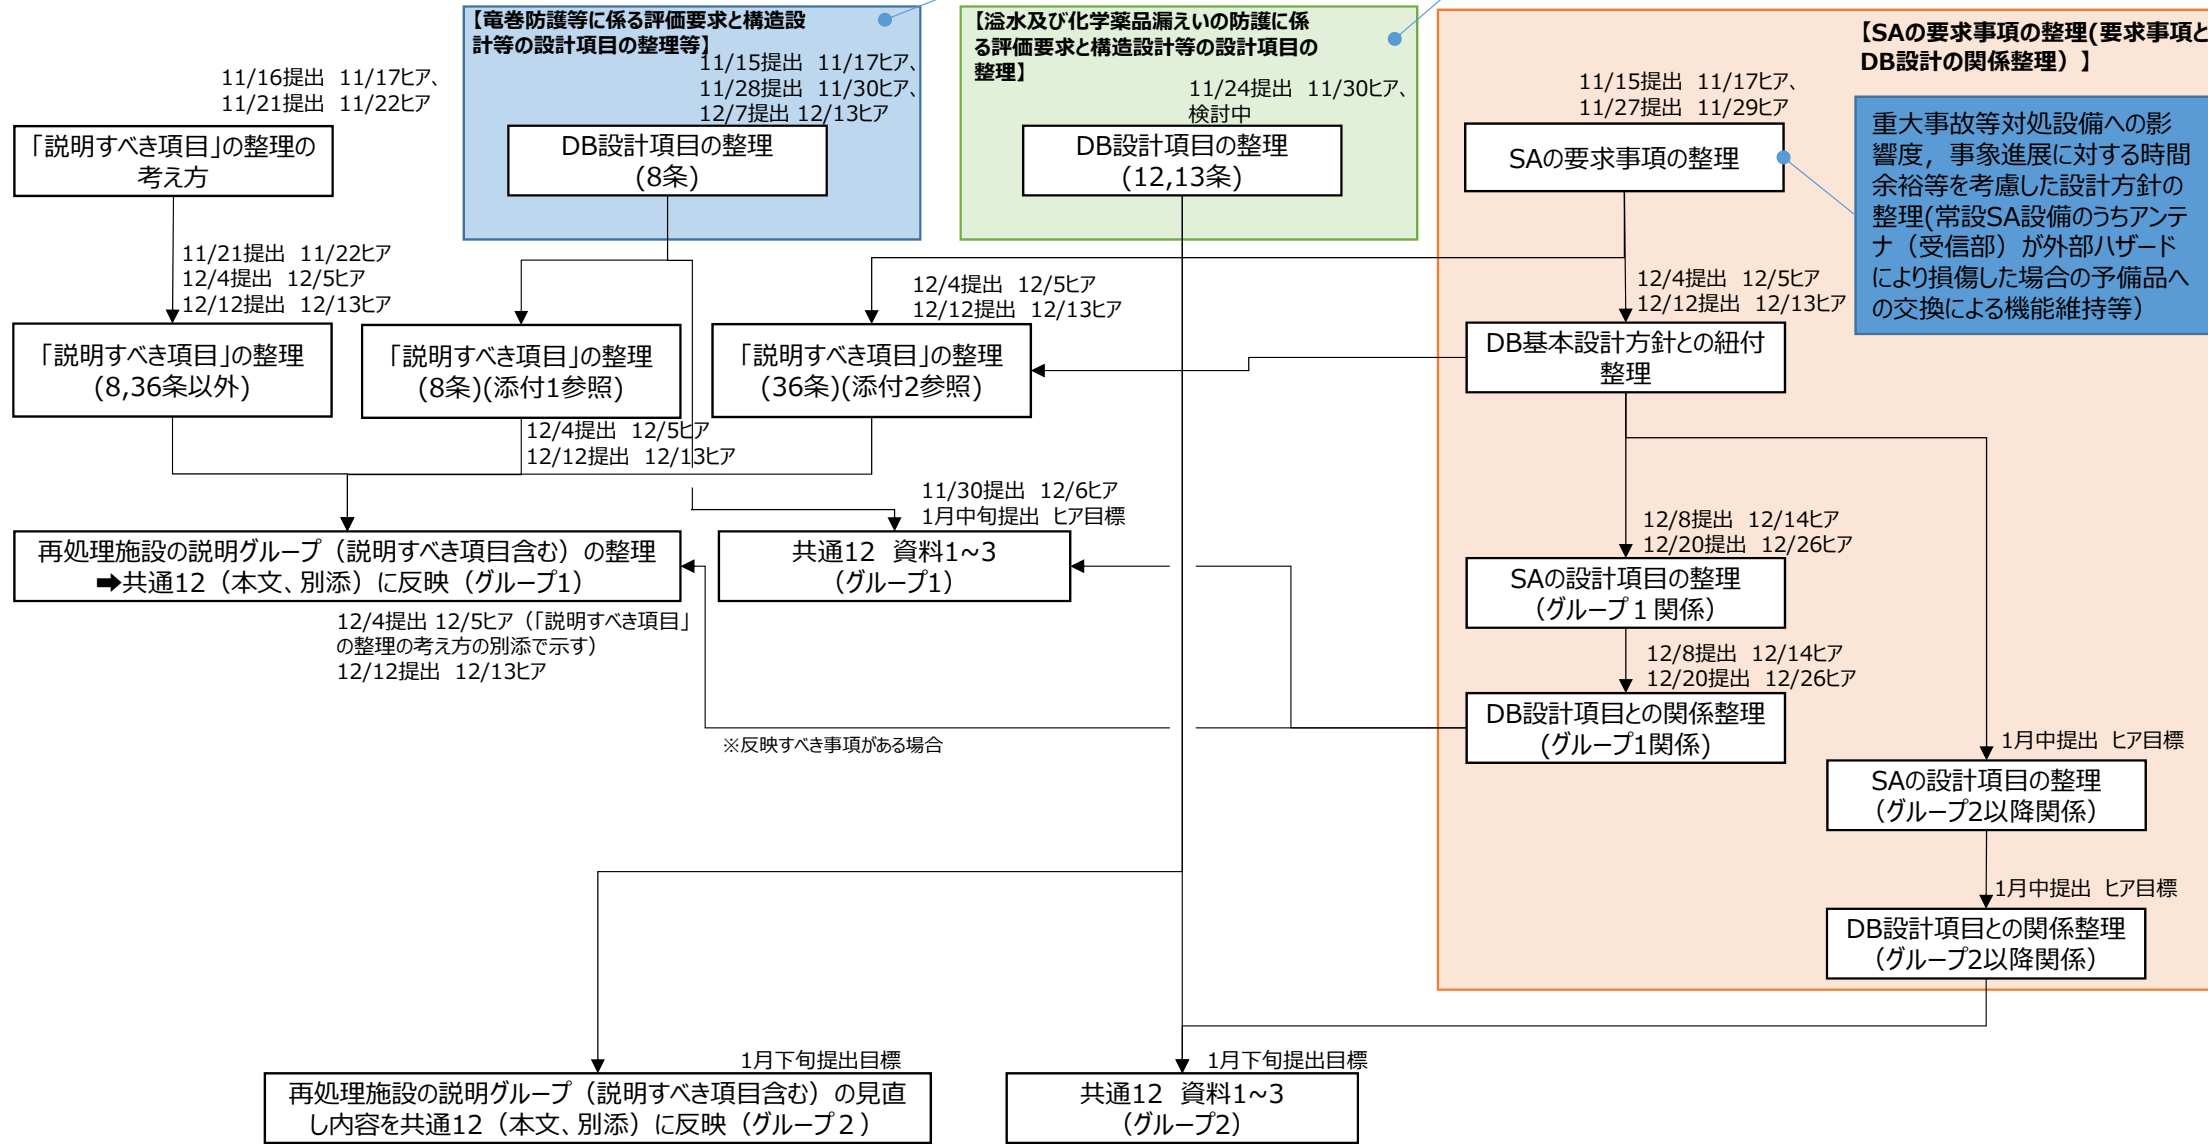 【竜巻防護等に係る評価要求と構造設
計等の設計項目の整理等】
11/15提出 11/17ヒア、
11/28提出 11/30ヒア、
12/7提出 12/13ヒア
DB設計項目の整理
(8条)
【溢水及び化学薬品漏えいの防護に係
る評価要求と構造設計等の設計項目の
整理】
11/24提出 11/30ヒア、
検討中
DB設計項目の整理
(12,13条)
【SAの要求事項の整理(要求事項と
DB設計の関係整理）】
11/15提出 11/17ヒア、
11/27提出 11/29ヒア
SAの要求事項の整理
重大事故等対処設備への影
響度，事象進展に対する時間
余裕等を考慮した設計方針の
整理(常設SA設備のうちアンテ
ナ（受信部）が外部ハザード
により損傷した場合の予備品へ
の交換による機能維持等）
11/16提出 11/17ヒア、
11/21提出 11/22ヒア
「説明すべき項目」の整理の
考え方
11/21提出 11/22ヒア
12/4提出 12/5ヒア
12/12提出 12/13ヒア
「説明すべき項目」の整理
(8,36条以外)
「説明すべき項目」の整理
(8条)(添付1参照)
12/4提出 12/5ヒア
12/12提出 12/13ヒア
12/4提出 12/5ヒア
12/12提出 12/13ヒア
「説明すべき項目」の整理
(36条)(添付2参照)
12/4提出 12/5ヒア
12/12提出 12/13ヒア
DB基本設計方針との紐付
整理
再処理施設の説明グループ（説明すべき項目含む）の整理
➡共通12（本文、別添）に反映（グループ1）
12/4提出 12/5ヒア（「説明すべき項目」
の整理の考え方の別添で示す）
12/12提出 12/13ヒア
11/30提出 12/6ヒア
1月中旬提出 ヒア目標
共通12 資料1~3
（グループ1）
※反映すべき事項がある場合
12/8提出 12/14ヒア
12/20提出 12/26ヒア
SAの設計項目の整理
（グループ１関係）
12/8提出 12/14ヒア
12/20提出 12/26ヒア
DB設計項目との関係整理
(グループ1関係)
1月中提出 ヒア目標
SAの設計項目の整理
（グループ2以降関係）
1月中提出 ヒア目標
DB設計項目との関係整理
（グループ2以降関係）
1月下旬提出目標
再処理施設の説明グループ（説明すべき項目含む）の見直
し内容を共通12（本文、別添）に反映（グループ２）
1月下旬提出目標
共通12 資料1~3
（グループ2）